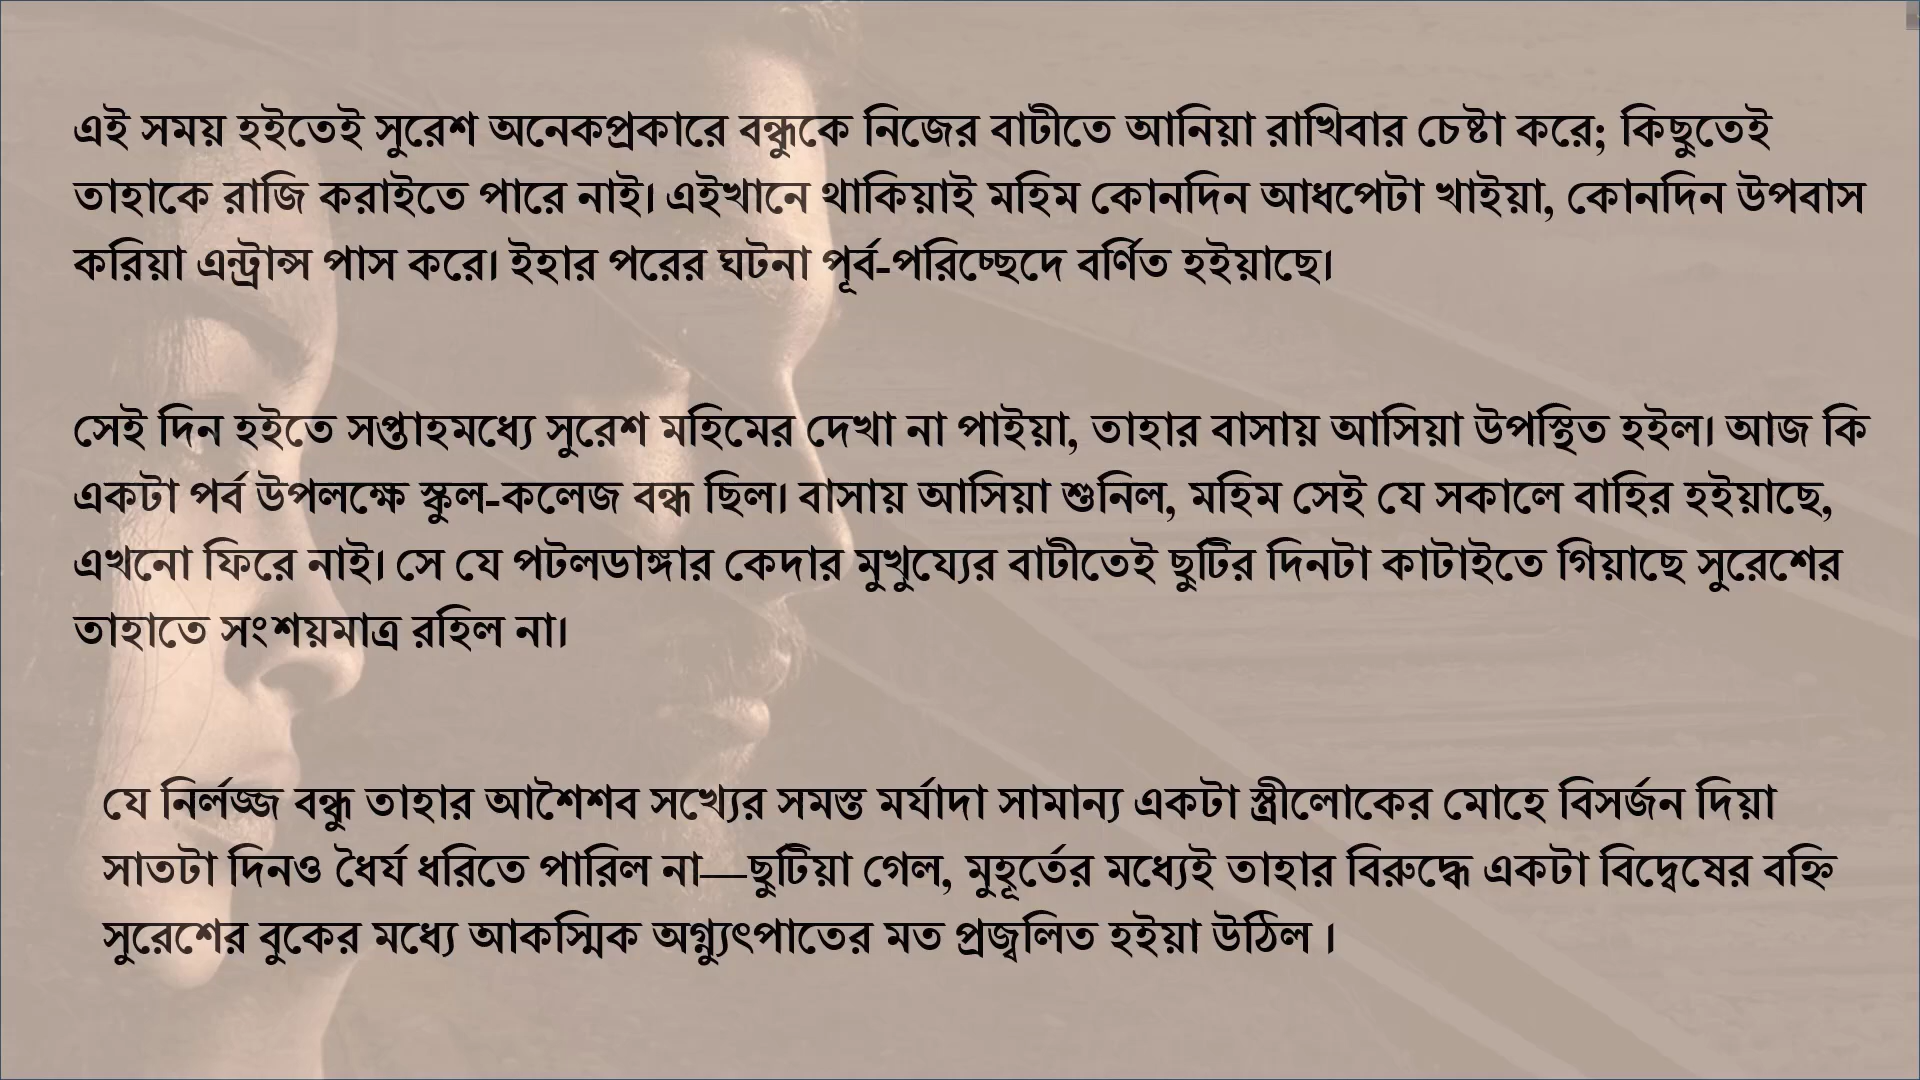 এই সময় হইতেই সুরেশ অনেকপ্রকারে বন্ধুকে নিজের বাটীতে আনিয়া রাখিবার চেষ্টা করে; কিছুতেই
তাহাকে রাজি করাইতে পারে নাই। এইখানে থাকিয়াই মহিম কোনদিন আধপেটা খাইয়া, কোনদিন উপবাস
করিয়া এন্ট্রান্স পাস করে। ইহার পরের ঘটনা পূর্ব-পরিচ্ছেদে বর্ণিত হইয়াছে।
সেই দিন হইতে সপ্তাহমধ্যে সুরেশ মহিমের দেখা না পাইয়া, তাহার বাসায় আসিয়া উপস্থিত হইল। আজ কি
একটা পর্ব উপলক্ষে স্কুল-কলেজ বন্ধ ছিল। বাসায় আসিয়া শুনিল, মহিম সেই যে সকালে বাহির হইয়াছে,
এখনো ফিরে নাই। সে যে পটলডাঙ্গার কেদার মুখুয্যের বাটীতেই ছুটির দিনটা কাটাইতে গিয়াছে সুরেশের
তাহাতে সংশয়মাত্র রহিল না।
যে নির্লজ্জ বন্ধু তাহার আশৈশব সখ্যের সমস্ত মর্যাদা সামান্য একটা স্ত্রীলোকের মোহে বিসর্জন দিয়া
সাতটা দিনও ধৈর্য ধরিতে পারিল না—ছুটিয়া গেল, মুহূর্তের মধ্যেই তাহার বিরুদ্ধে একটা বিদ্বেষের বহ্নি
সুরেশের বুকের মধ্যে আকস্মিক অগ্ন্যুৎপাতের মত প্রজ্বলিত হইয়া উঠিল ।